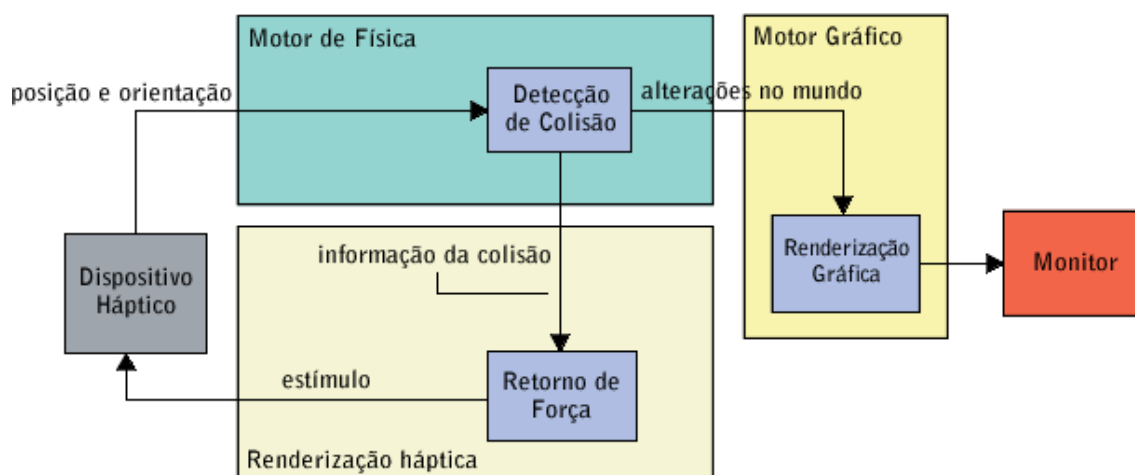 Motor de Física
Motor Gráfico
posição e orientação
Detecção
de Colisão
alterações no mundo
informação da colisão
Dispositivo
Háptico
Renderização
Gráfica
Monitor
estímulo
Retorno de
Força
Renderização háptica